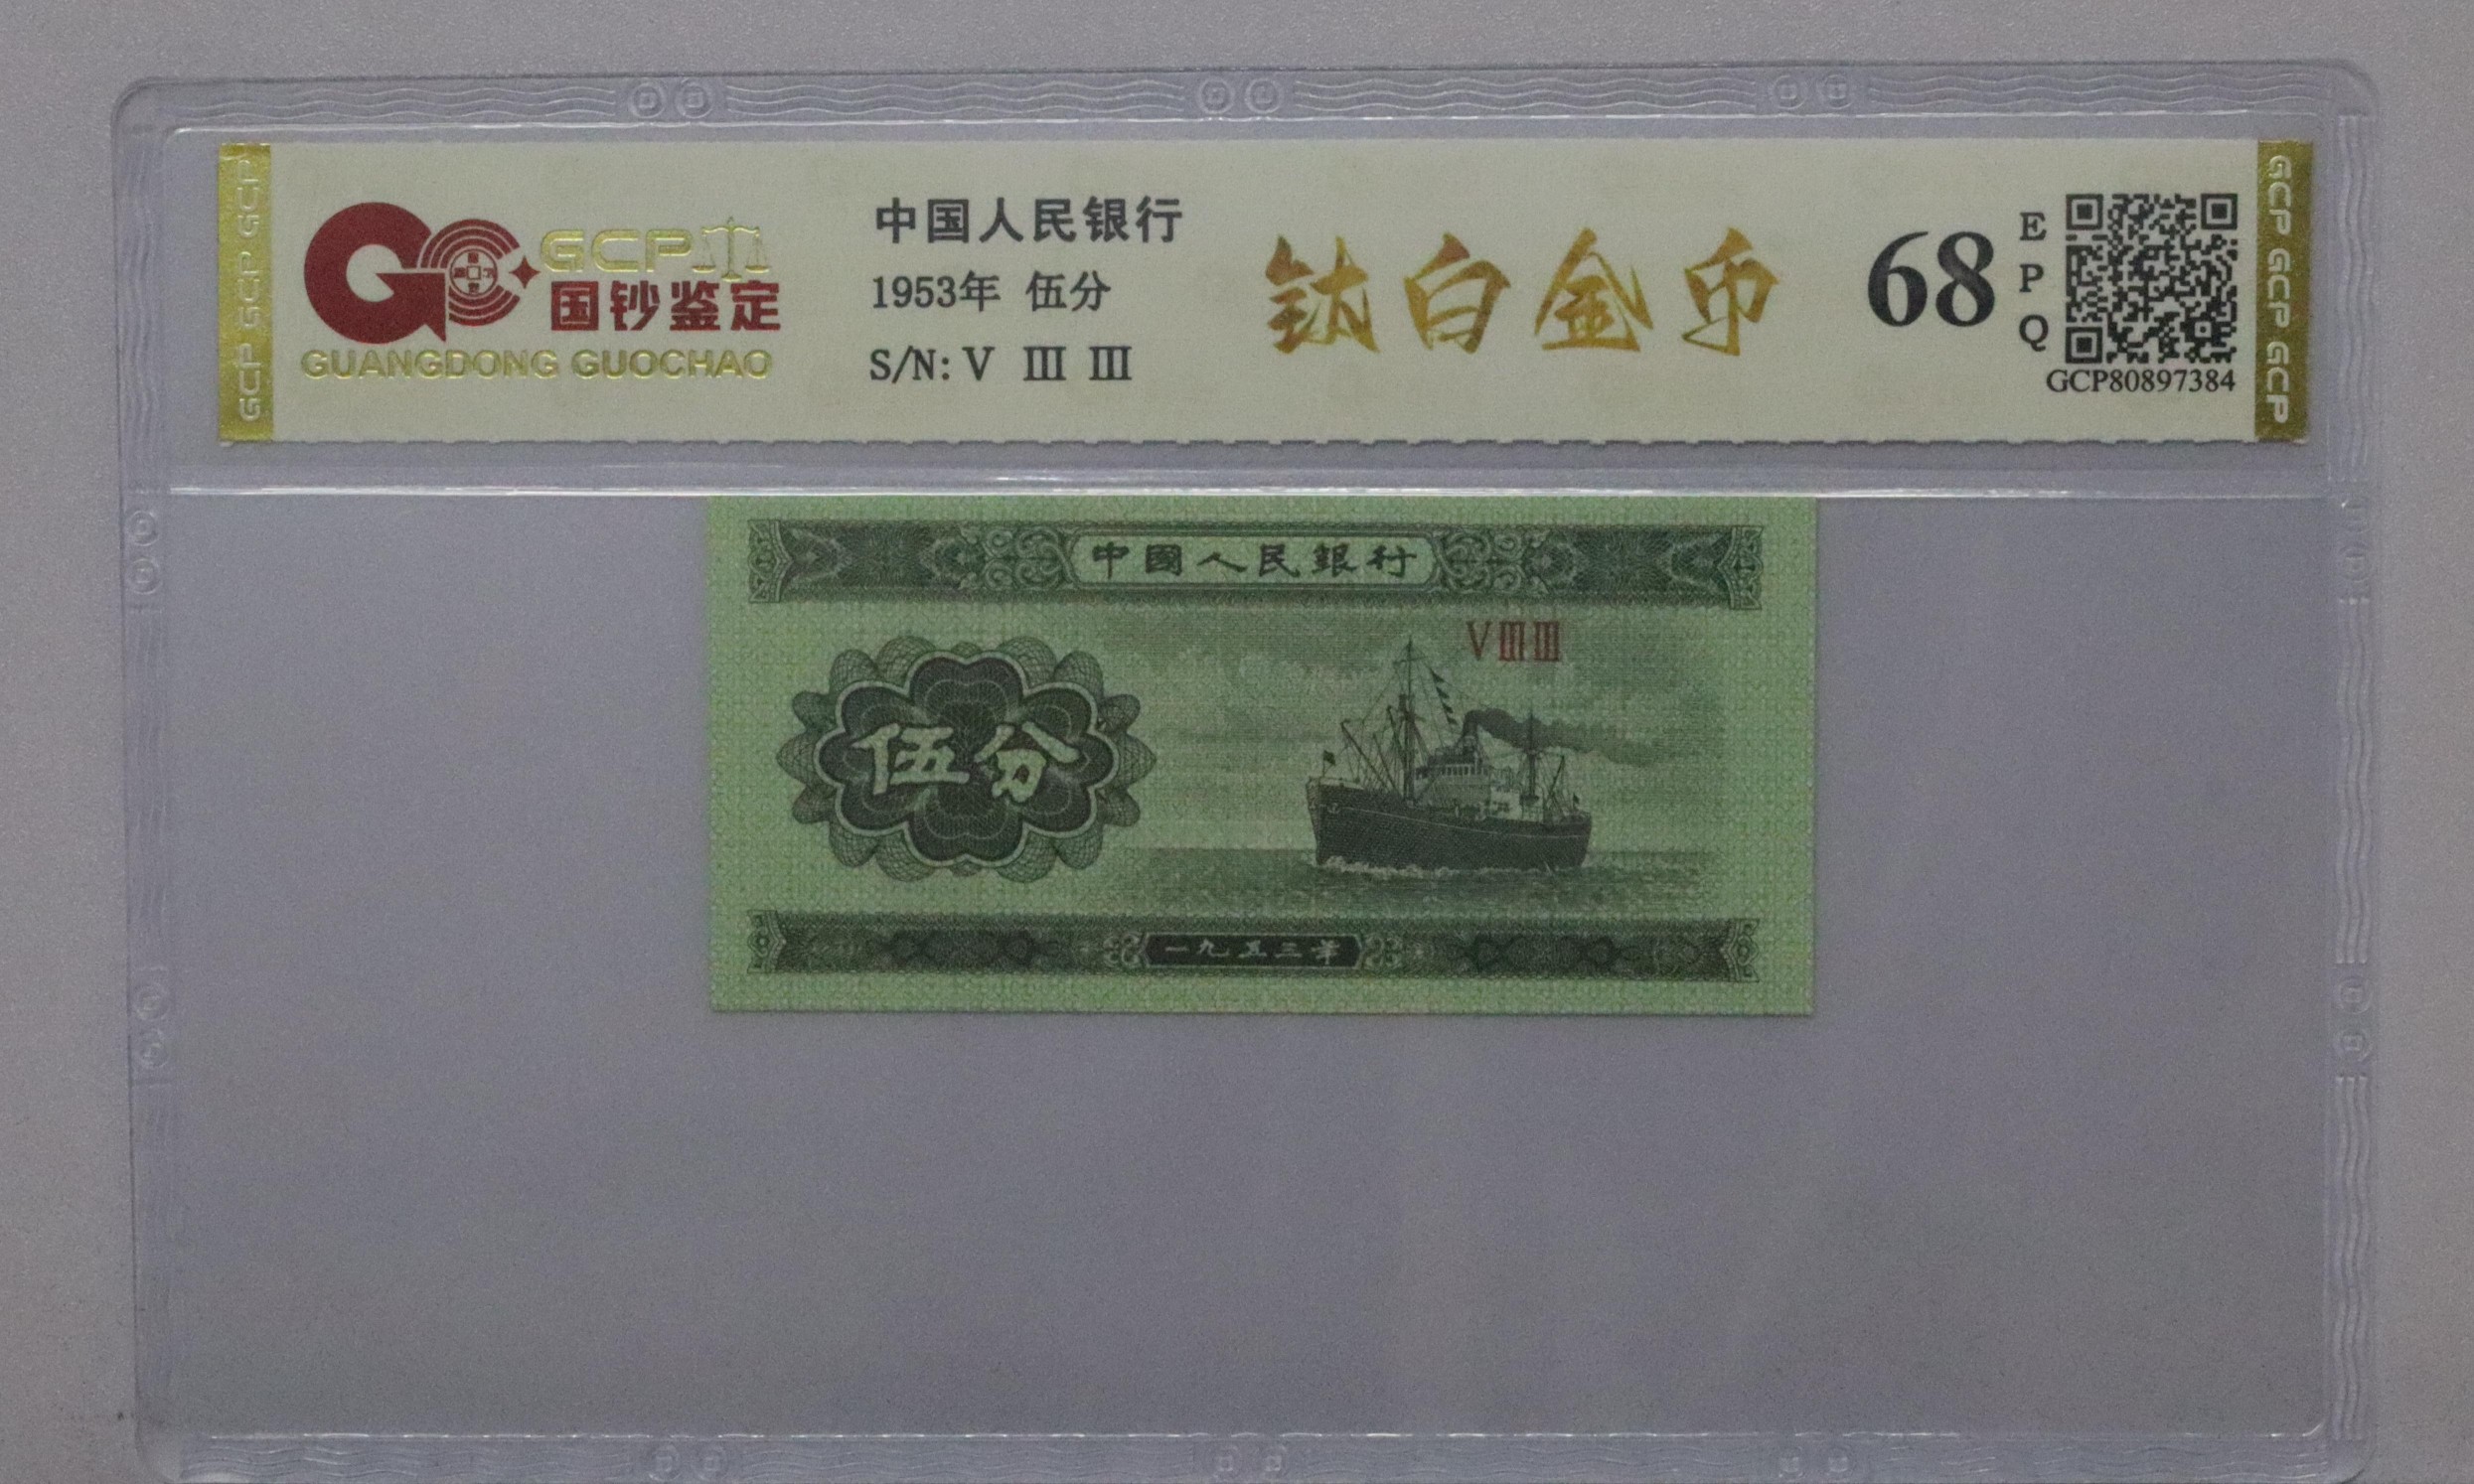 GCP GCP GCP
GCP
国钞鉴定
GUANGDONG GUOCHAO
中国人民银行
1953年 伍分
S/N: V Ⅲ Ⅲ
钛白金币
68
EPQ
GCP80897384
GCP GCP GCP
中國人民銀行
VⅢⅢ
伍分
一九五三年